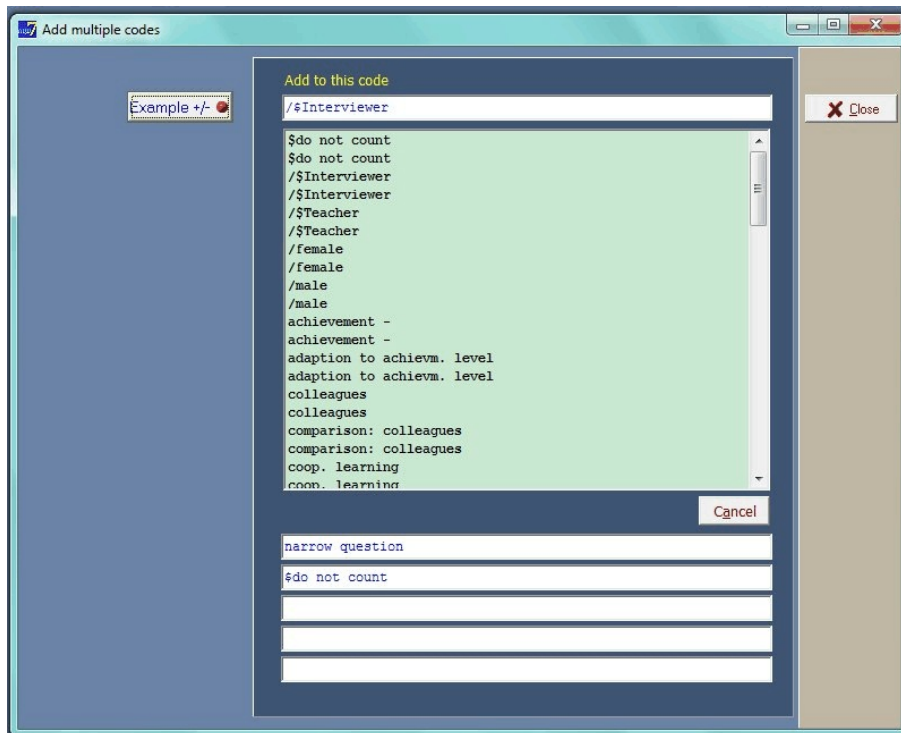 Add multiple codes
Add to this code
Example +/-
/$Interviewer
Close
$do not count
$do not count
/$Interviewer
/$Interviewer
/$Teacher
/$Teacher
/female
/female
/male
/male
achievement -
achievement -
adaption to achievm. level
adaption to achievm. level
colleagues
colleagues
comparison: colleagues
comparison: colleagues
coop. learning
coop. learning
Cancel
narrow question
$do not count